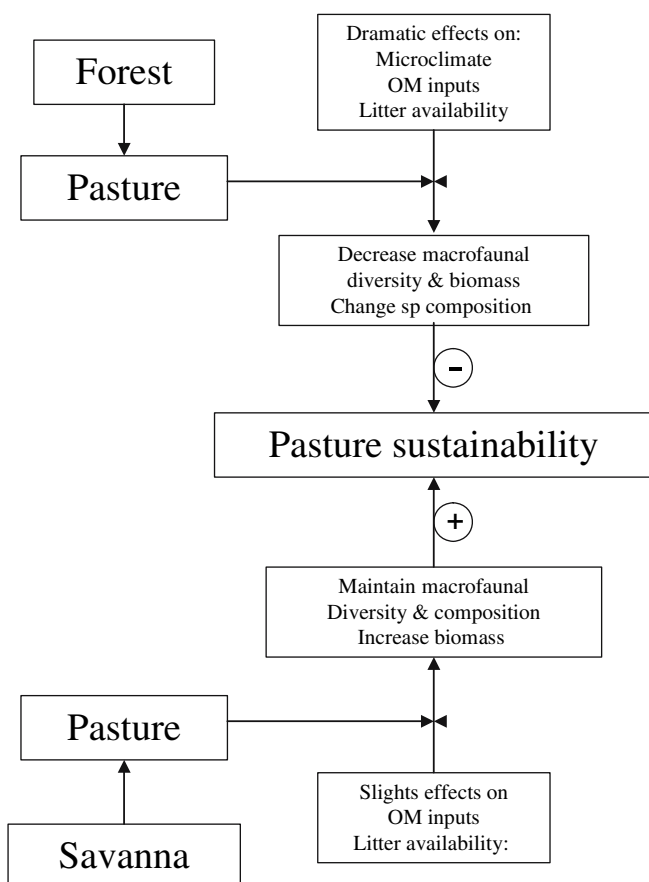 Dramatic effects on:
Microclimate
OM inputs
Litter availability
Forest
Pasture
Decrease macrofaunal
diversity & biomass
Change sp composition
-
Pasture sustainability
+
Maintain macrofaunal
Diversity & composition
Increase biomass
Pasture
Slights effects on
OM inputs
Litter availability:
Savanna